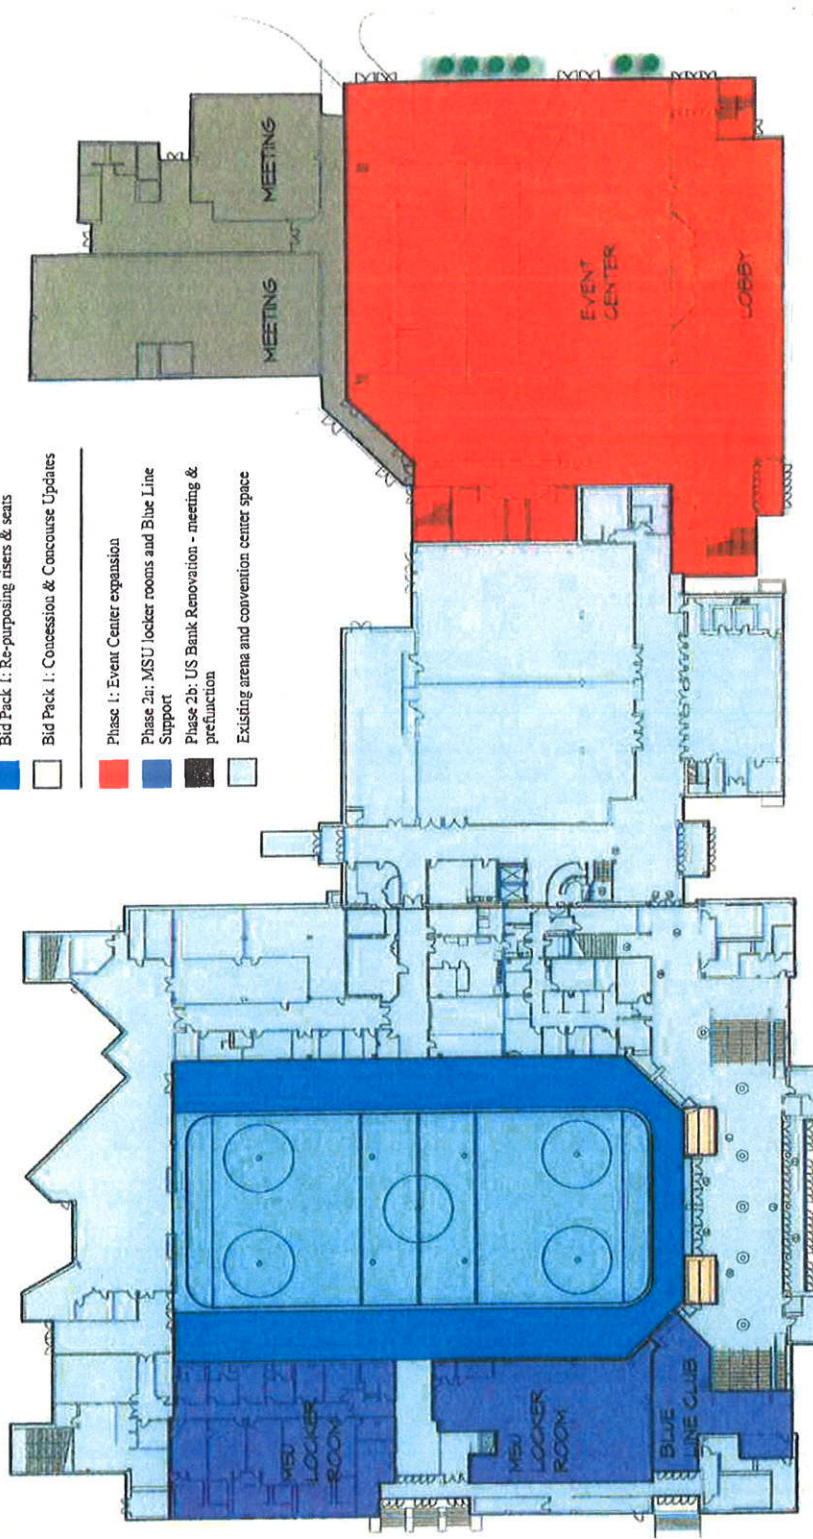 Bid Pack 1: Re-purposing risers & seats
Bid Pack 1: Concession & Concourse Updates
Phase 1: Event Center expansion
Phase 2a: MSU locker rooms and Blue Line
Support
Phase 2b: US Bank Renovation - meeting &
prefunction
Existing arena and convention center space
MEETING
MEETING
EVENT
CENTER
LOBBY
MSU
LOCKER
ROOM
MSU
LOCKER
ROOM
BLUE
LINE CLUB